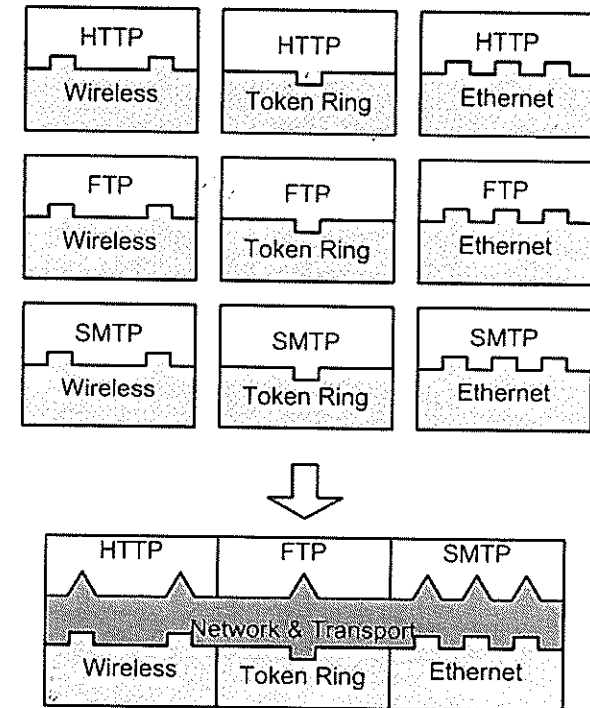 HTTP HTTP HTTP
Wireless Token Ring Ethernet
FTP FTP FTP
Wireless Token Ring Ethernet
SMTP SMTP SMTP
Wireless Token Ring Ethernet
HTTP FTP SMTP
Network & Transport
Wireless Token Ring Ethernet